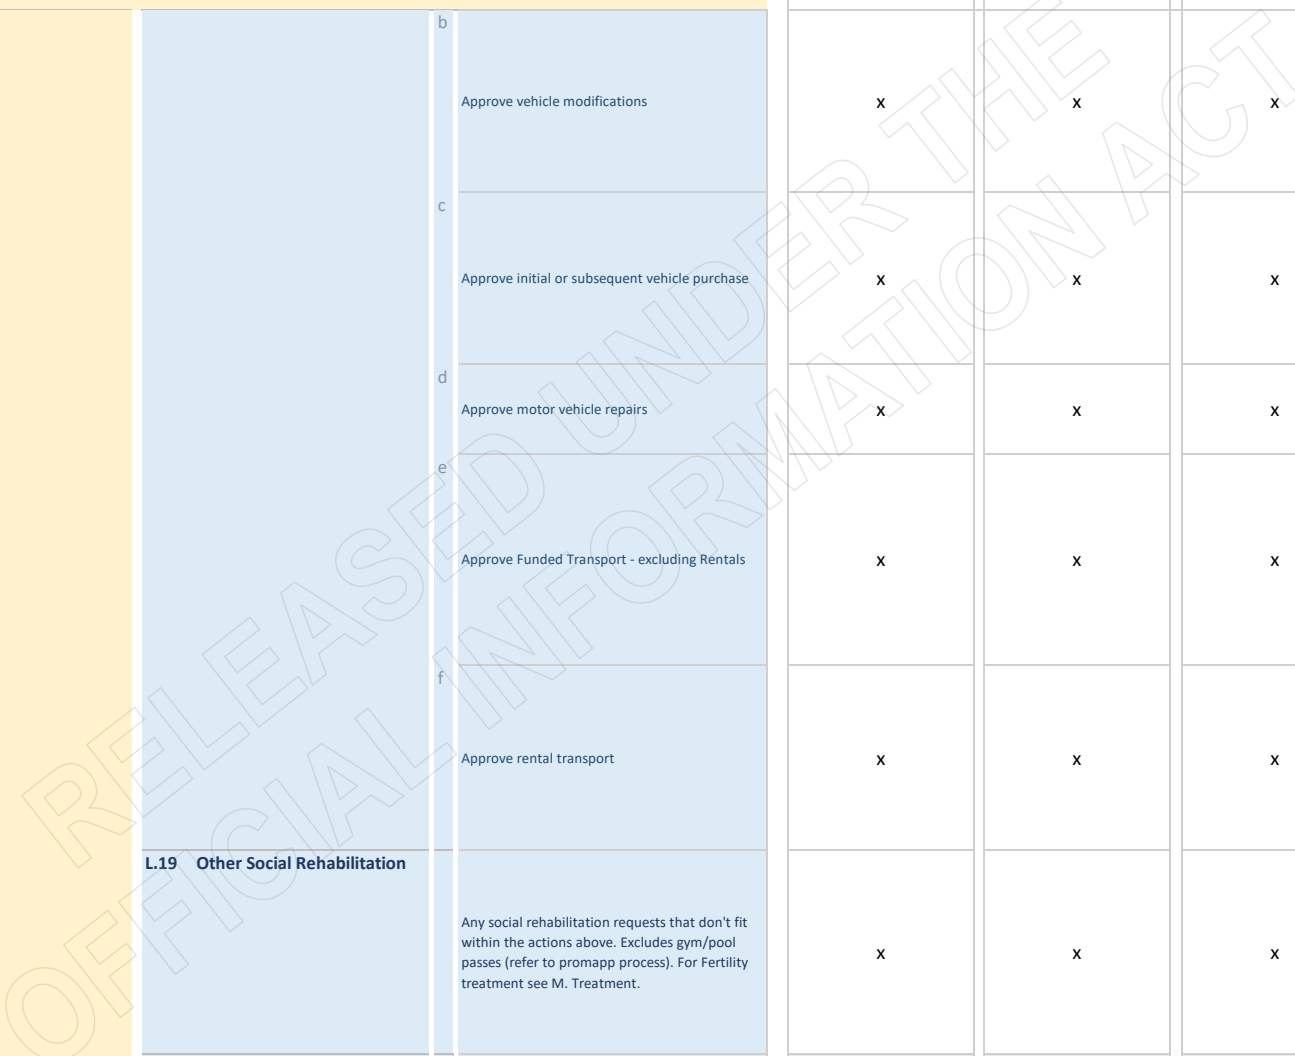 b
Approve vehicle modifications x x x
c
Approve initial or subsequent vehicle purchase x x x
d
Approve motor vehicle repairs x x x
e
Approve Funded Transport - excluding Rentals x x x
f
Approve rental transport x x x
L.19 Other Social Rehabilitation
Any social rehabilitation requests that don't fit
within the actions above. Excludes gym/pool
passes (refer to promapp process). For Fertility
treatment see M. Treatment.
x x x
RELEASED UNDER THE
OFFICIAL INFORMATION ACT